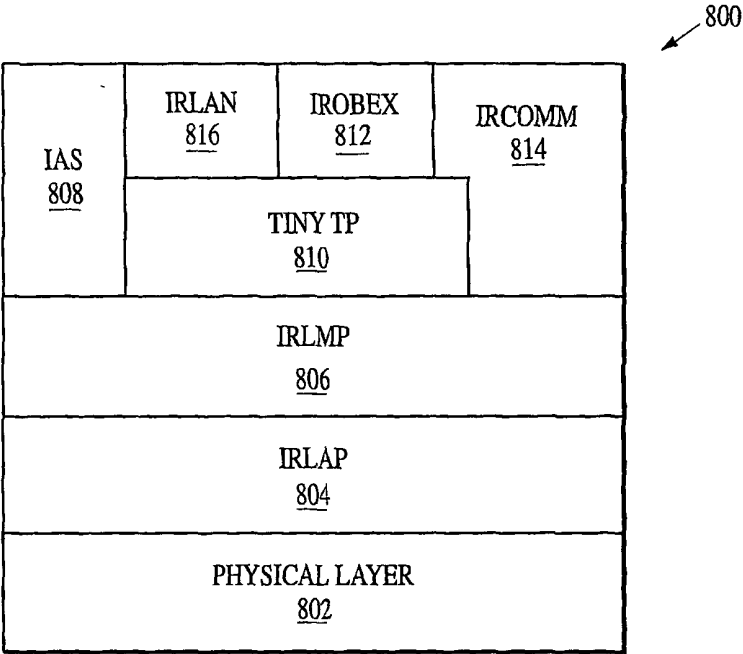 800
IRLAN
816
IROBEX
812
IRCOMM
814
IAS
808
TINY TP
810
IRLMP
806
IRLAP
804
PHYSICAL LAYER
802